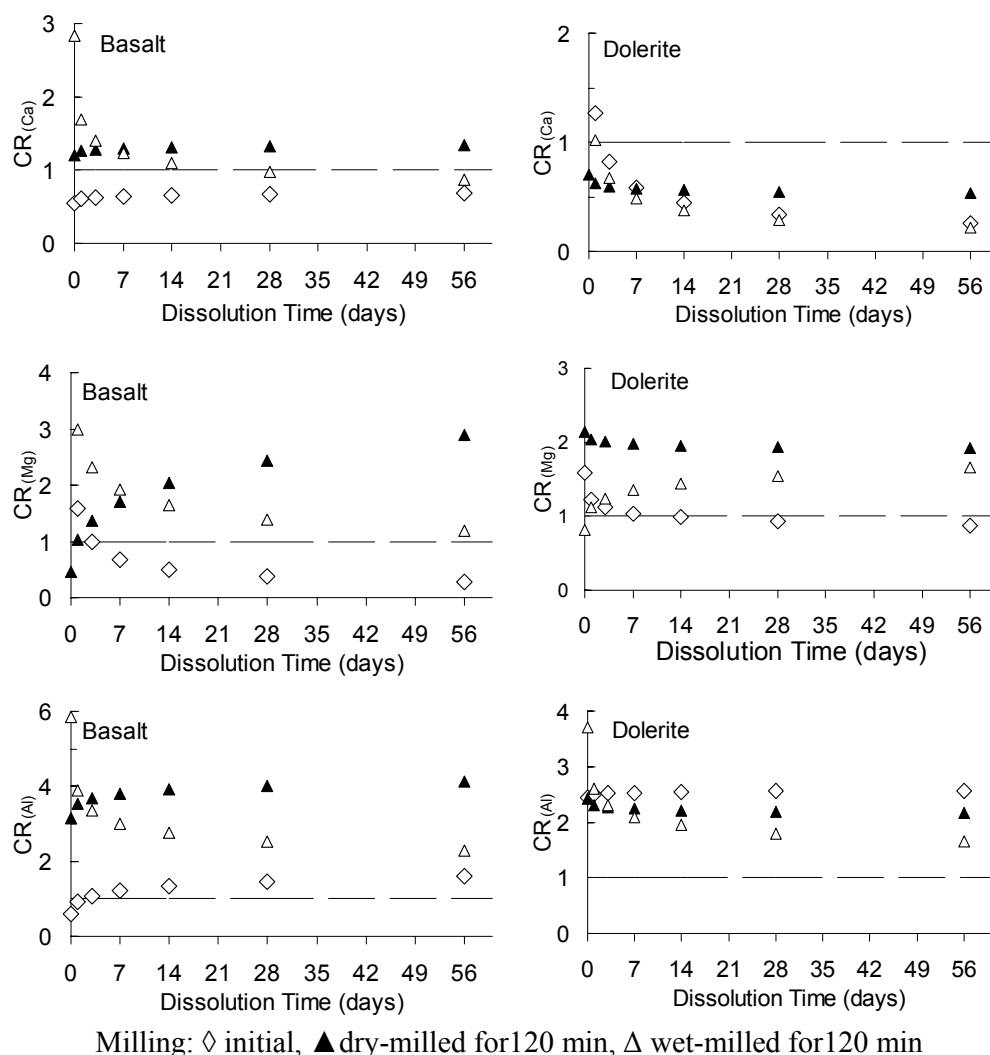 3
2
1
0
CR(Ca)
Basalt
0 7 14 21 28 35 42 49 56
Dissolution Time (days)
2
1
0
CR(Ca)
Dolerite
0 7 14 21 28 35 42 49 56
Dissolution Time (days)
4
3
2
1
0
CR(Mg)
Basalt
0 7 14 21 28 35 42 49 56
Dissolution Time (days)
3
2
1
0
CR(Mg)
Dolerite
0 7 14 21 28 35 42 49 56
Dissolution Time (days)
6
4
2
0
CR(Al)
Basalt
0 7 14 21 28 35 42 49 56
Dissolution Time (days)
4
3
2
1
0
CR(Al)
Dolerite
0 7 14 21 28 35 42 49 56
Dissolution Time (days)
Milling: ◊ initial, ▲dry-milled for120 min, Δ wet-milled for120 min